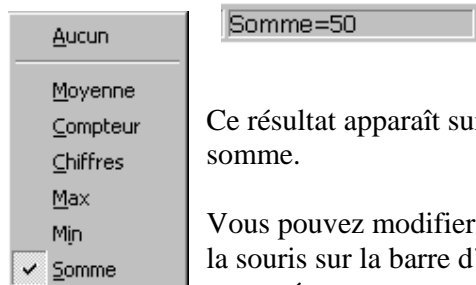 Aucun
Moyenne
Compteur
Chiffres
Max
Min
Somme
Somme=50
Ce résultat apparaît
somme.
Vous pouvez modifier
la souris sur la barre